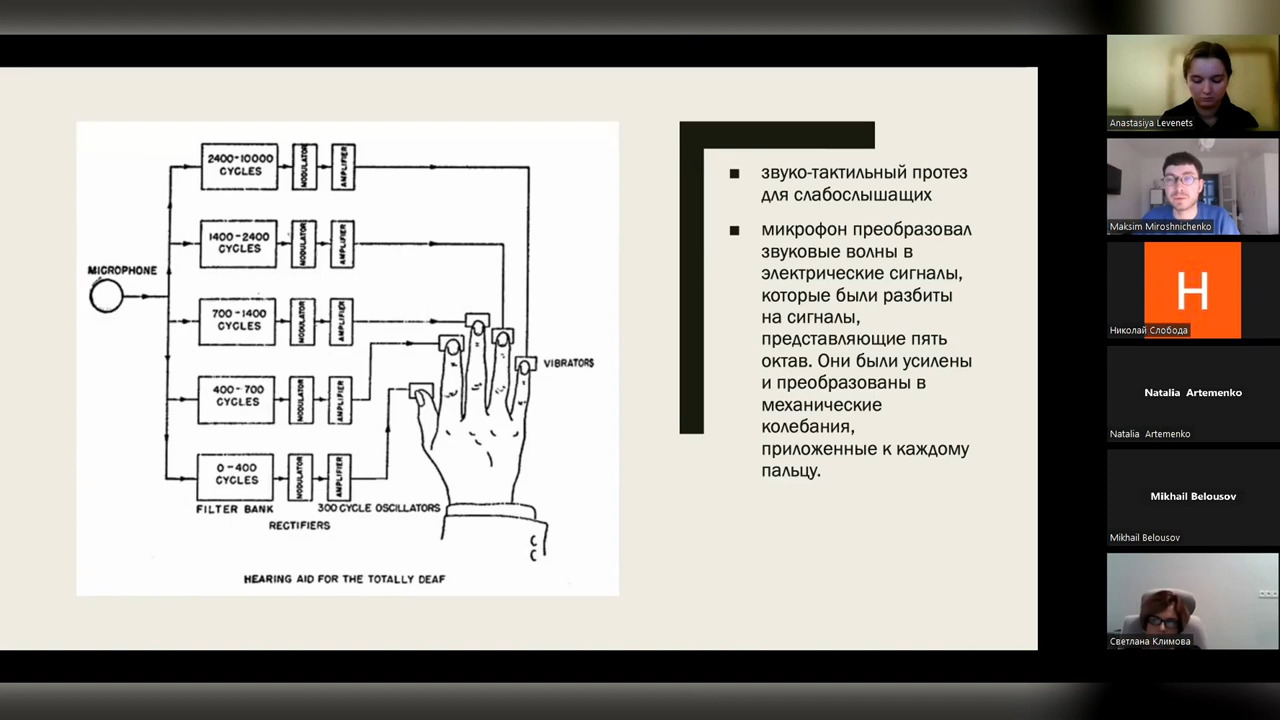 2400-10000
CYCLES
MODULATOR
AMPLIFIER
1400-2400
CYCLES
MODULATOR
AMPLIFIER
MICROPHONE
700-1400
CYCLES
MODULATOR
AMPLIFIER
VIBRATORS
400-700
CYCLES
MODULATOR
AMPLIFIER
0-400
CYCLES
MODULATOR
AMPLIFIER
FILTER BANK
300 CYCLE OSCILLATORS
RECTIFIERS
HEARING AID FOR THE TOTALLY DEAF
■ звуко-тактильный протез
для слабослышащих
■ микрофон преобразовал
звуковые волны в
электрические сигналы,
которые были разбиты
на сигналы,
представляющие пять
октав. Они были усилены
и преобразованы в
механические
колебания,
приложенные к каждому
пальцу.
Anastasiya Levenets
Maksim Miroshnichenko
Н
Николай Слобода
Natalia Artemenko
Natalia Artemenko
Mikhail Belousov
Mikhail Belousov
Светлана Климова